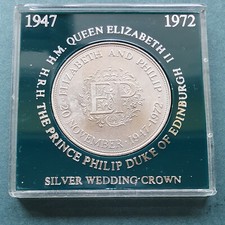 1947
1972
H.M. QUEEN ELIZABETH II
H.R.H. THE PRINCE PHILIP DUKE OF EDINBURGH
ELIZABETH AND PHILIP
20 NOVEMBER 1947-1972
EP
SILVER WEDDING CROWN